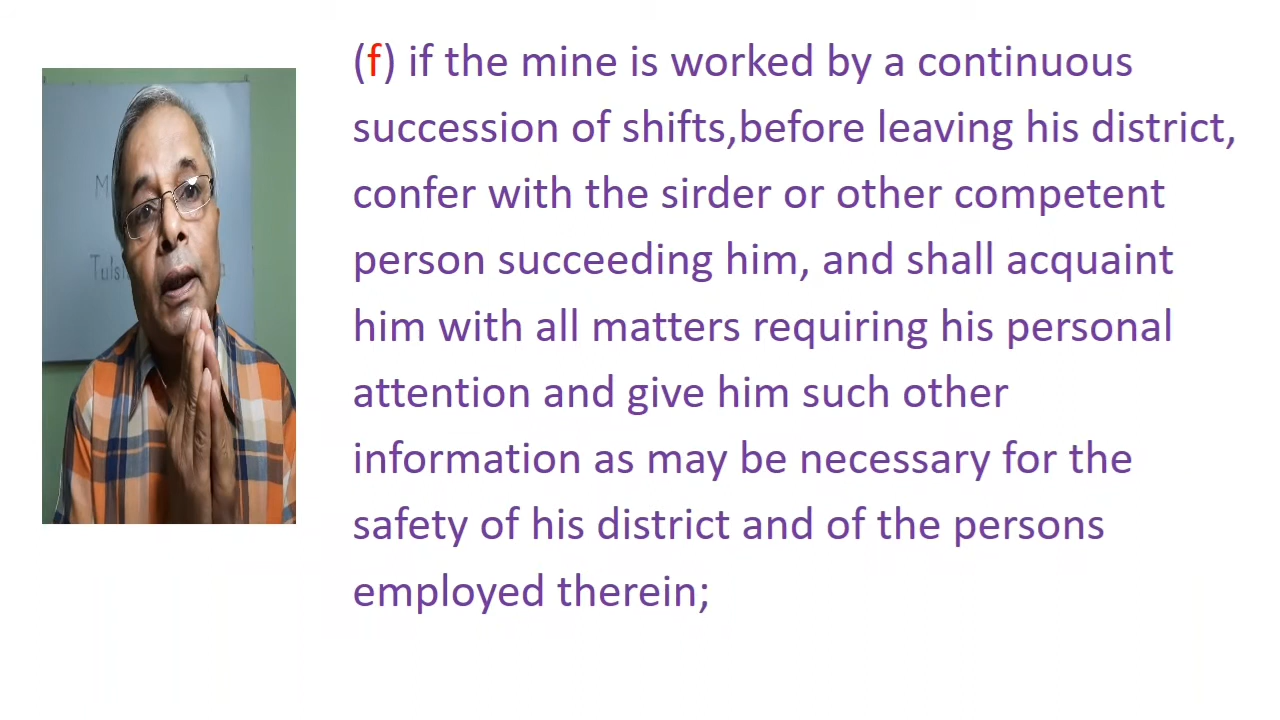 (f) if the mine is worked by a continuous
succession of shifts,before leaving his district,
confer with the sirder or other competent
person succeeding him, and shall acquaint
him with all matters requiring his personal
attention and give him such other
information as may be necessary for the
safety of his district and of the persons
employed therein;